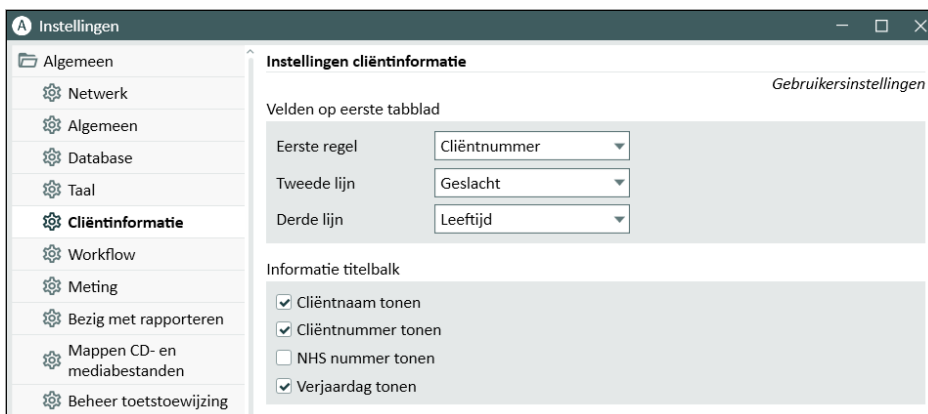 A Instellingen
Algemeen
Netwerk
Algemeen
Database
Taal
Cliëntinformatie
Workflow
Meting
Bezig met rapporteren
Mappen CD- en
mediabestanden
Beheer toetstoewijzing
Instellingen cliëntinformatie
Gebruikersinstellingen
Velden op eerste tabblad
Eerste regel Cliëntnummer
Tweede lijn Geslacht
Derde lijn Leeftijd
Informatie titelbalk
Cliëntnaam tonen
Cliëntnummer tonen
NHS nummer tonen
Verjaardag tonen